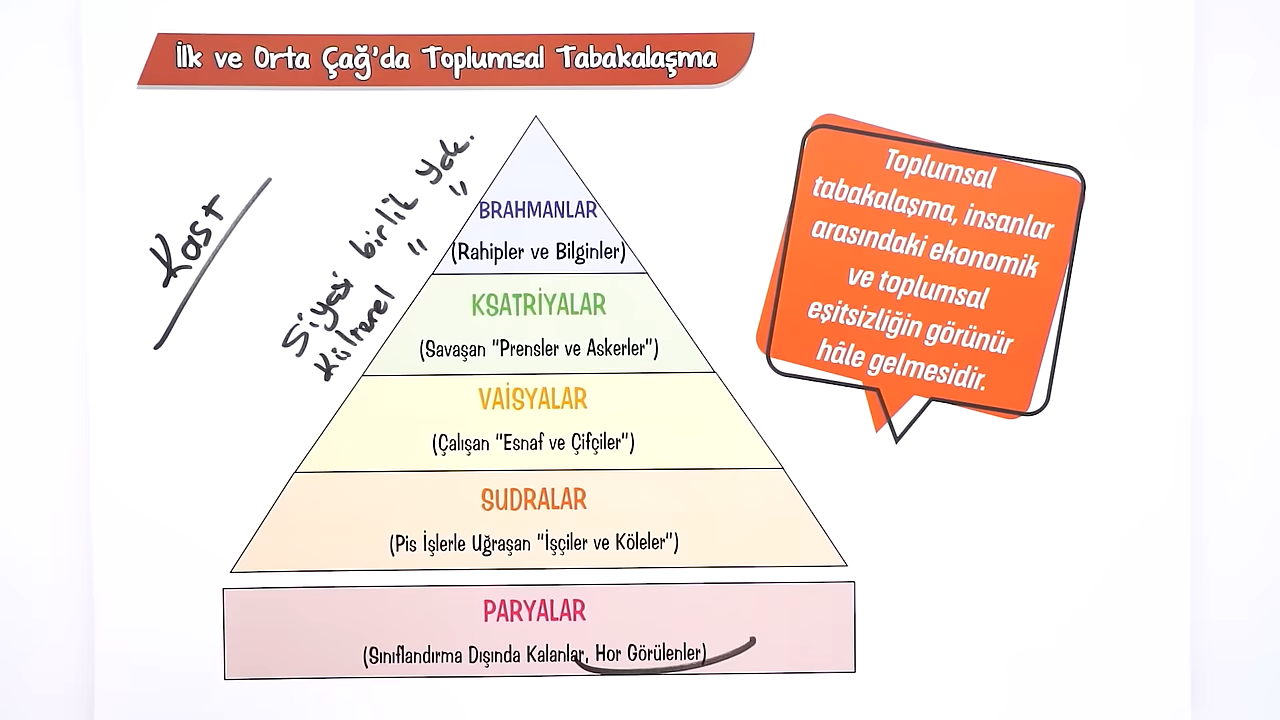 İlk ve Orta Çağ'da Toplumsal Tabakalaşma
Kast
Siyasi birlik yok.
Kültürel " "
BRAHMANLAR
(Rahipler ve Bilginler)
KSATRİYALAR
(Savaşan "Prensler ve Askerler")
VAİSYALAR
(Çalışan "Esnaf ve Çifçiler")
SUDRALAR
(Pis İşlerle Uğraşan "İşçiler ve Köleler")
PARYALAR
(Sınıflandırma Dışında Kalanlar, Hor Görülenler)
Toplumsal
tabakalaşma, insanlar
arasındaki ekonomik
ve toplumsal
eşitsizliğin görünür
hâle gelmesidir.